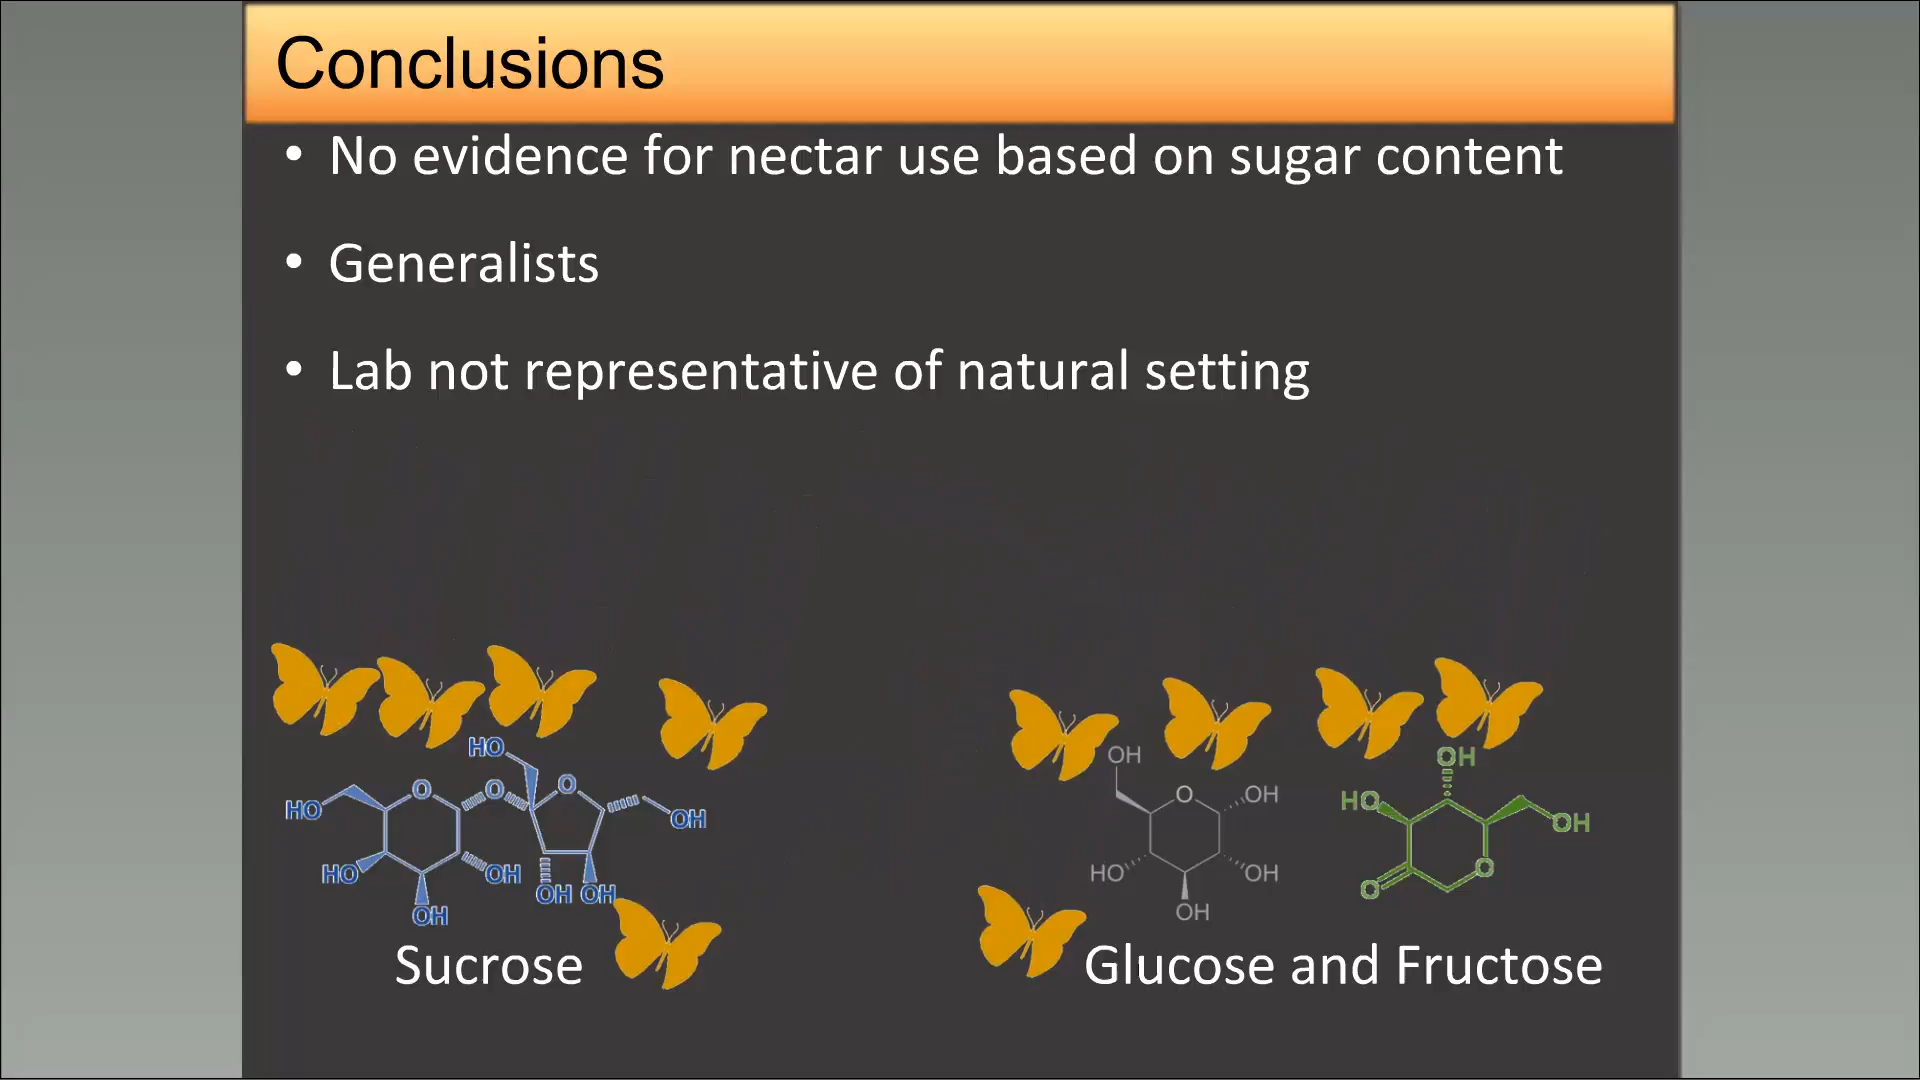 Conclusions
• No evidence for nectar use based on sugar content
• Generalists
• Lab not representative of natural setting
HO
HO
O
O
O
OH
HO
OH
OH
OH
OH
Sucrose
OH
O
OH
HO
OH
OH
OH
HO
OH
O
O
Glucose and Fructose